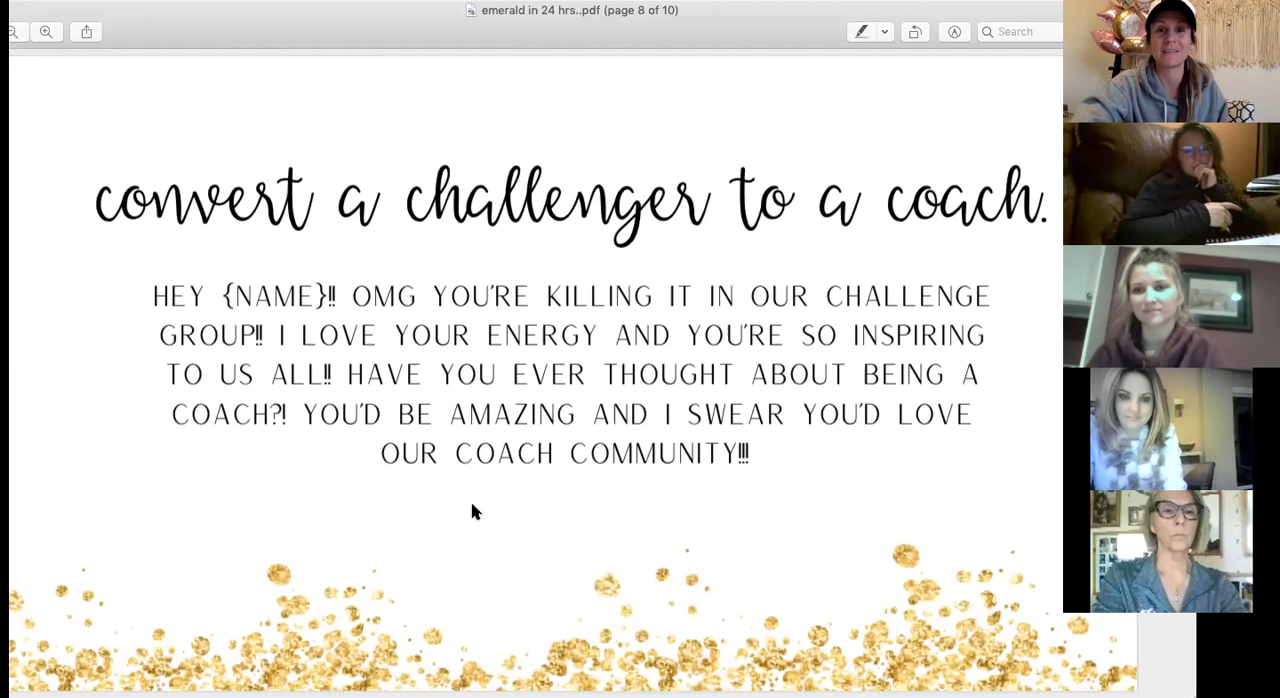 emerald in 24 hrs..pdf (page 8 of 10)
Search
convert a challenger to a coach.
HEY {NAME}!! OMG YOU'RE KILLING IT IN OUR CHALLENGE
GROUP!! I LOVE YOUR ENERGY AND YOU'RE SO INSPIRING
TO US ALL!! HAVE YOU EVER THOUGHT ABOUT BEING A
COACH?! YOU'D BE AMAZING AND I SWEAR YOU'D LOVE
OUR COACH COMMUNITY!!!